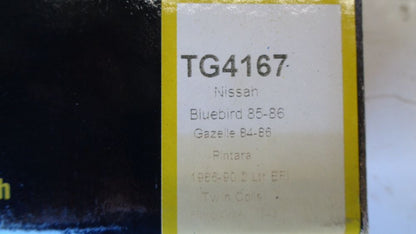 TG4167
Nissan
Bluebird 85-86
Gazelle 84-86
Pintara
1986-90 2 Ltr EFI
Twin Coils
h